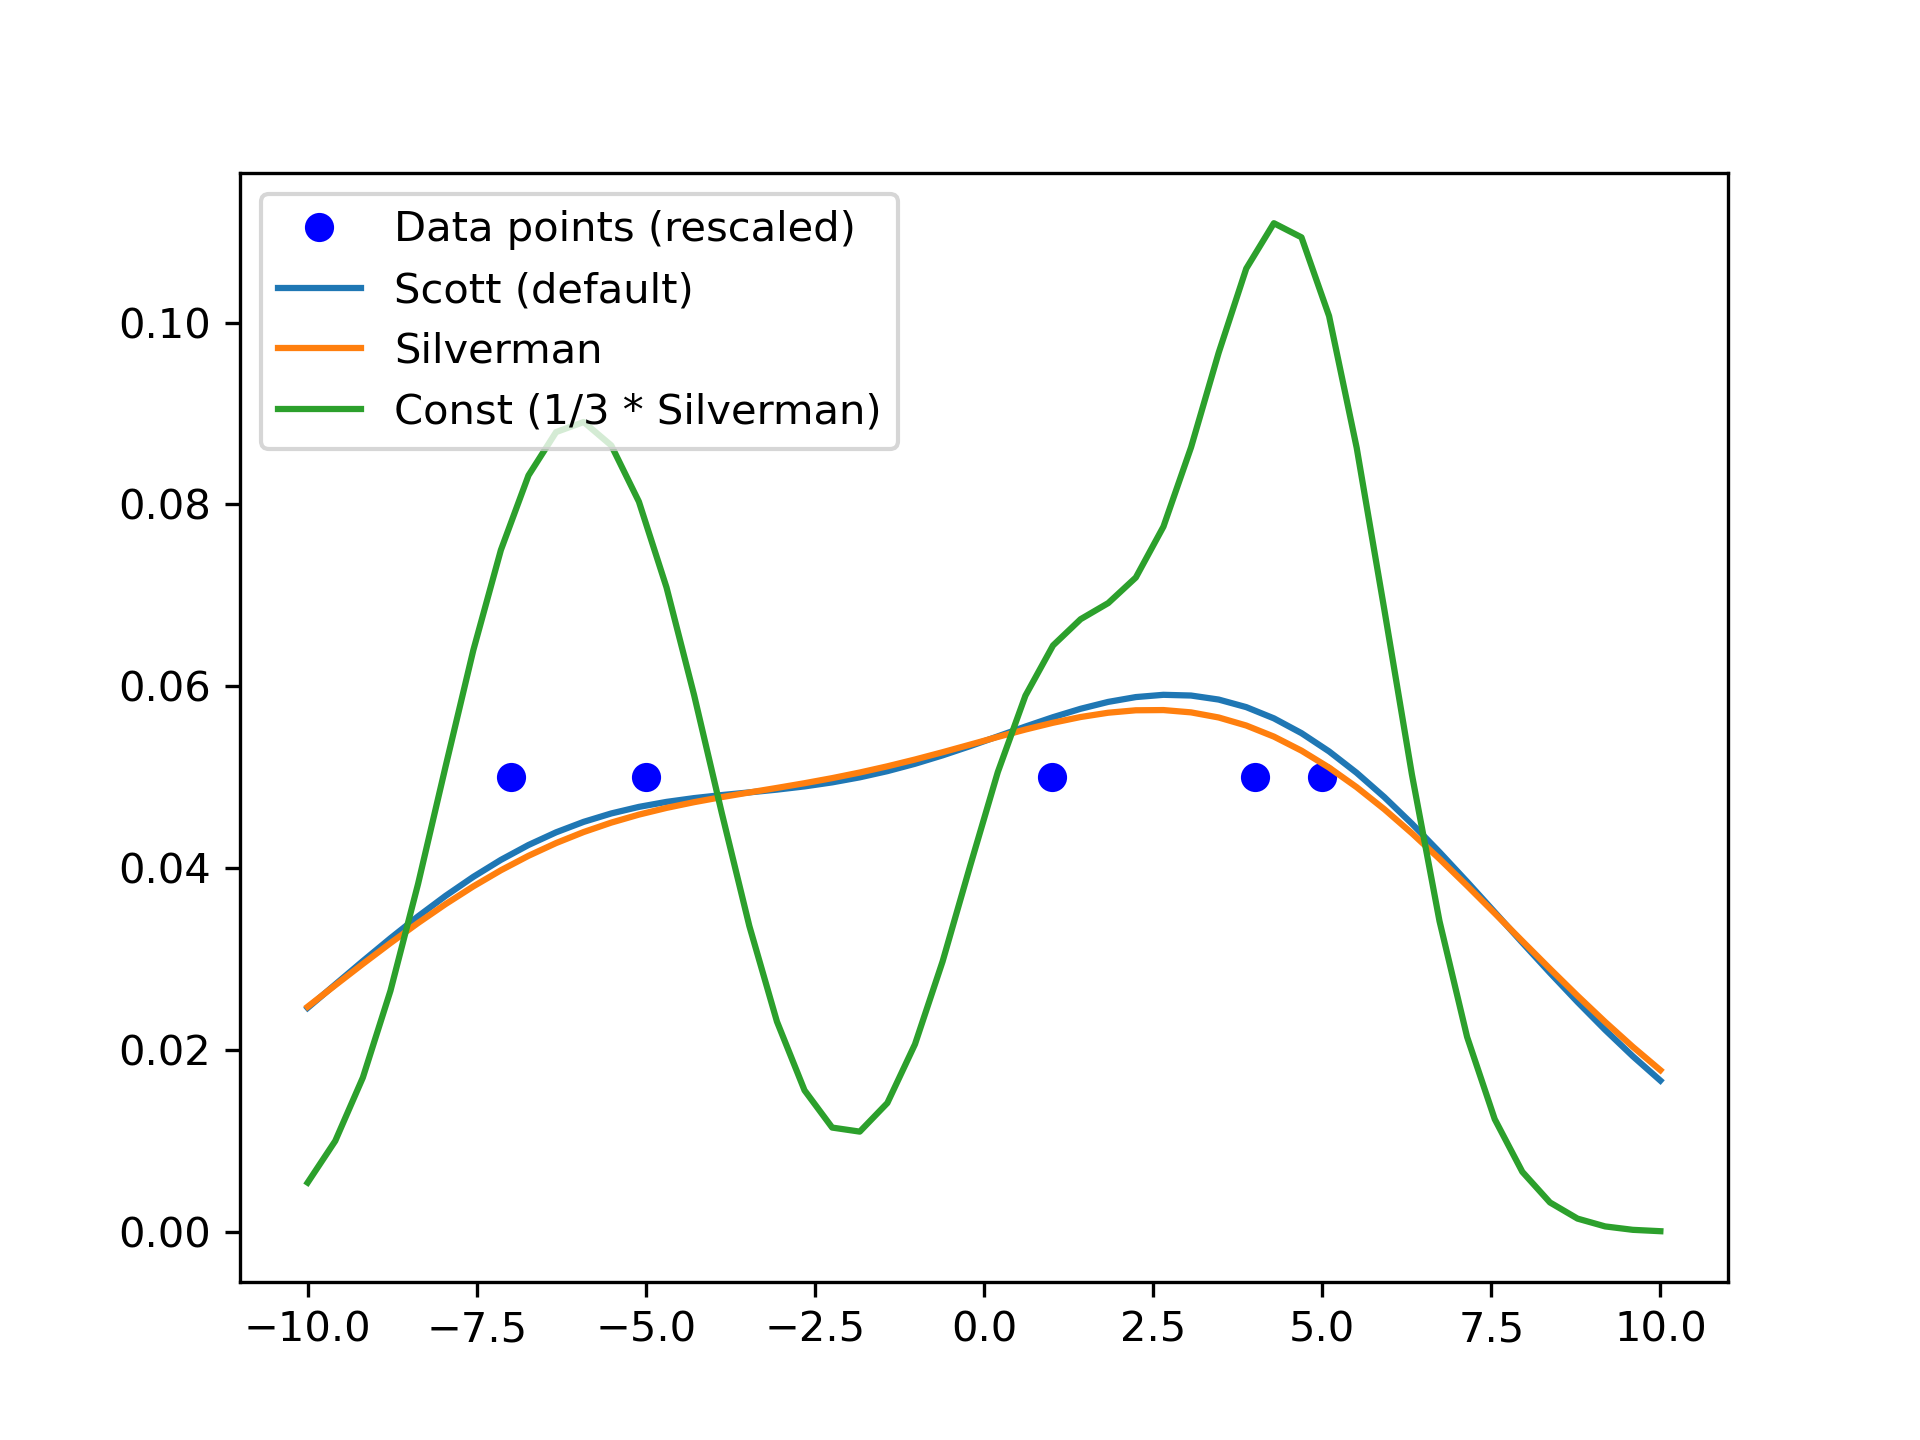 Data points (rescaled)
Scott (default)
Silverman
Const (1/3 * Silverman)
0.10
0.08
0.06
0.04
0.02
0.00
−10.0 −7.5 −5.0 −2.5 0.0 2.5 5.0 7.5 10.0